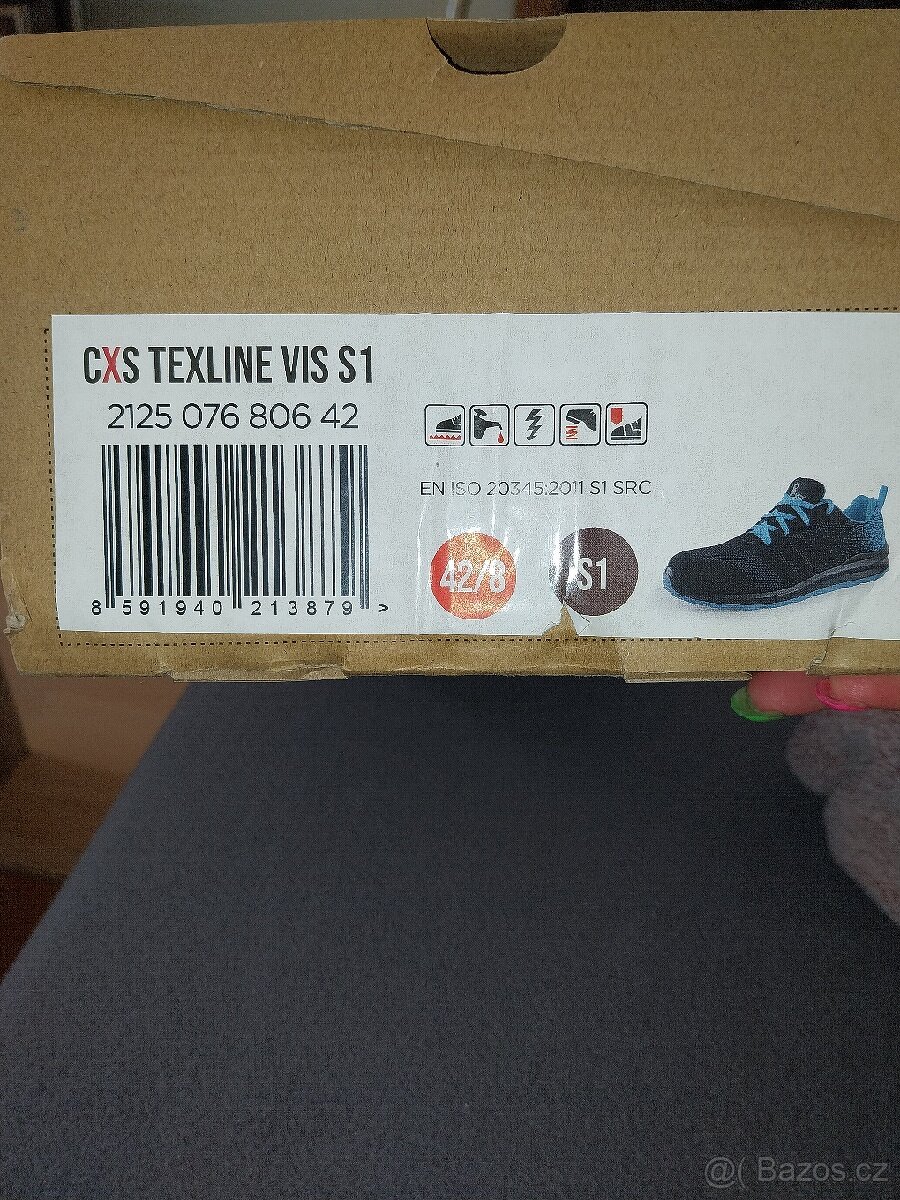 CXS TEXLINE VIS S1
2125 076 806 42
8 591940 213879 >
EN ISO 20345:2011 S1 SRC
42/8
S1
@( Bazos.cz